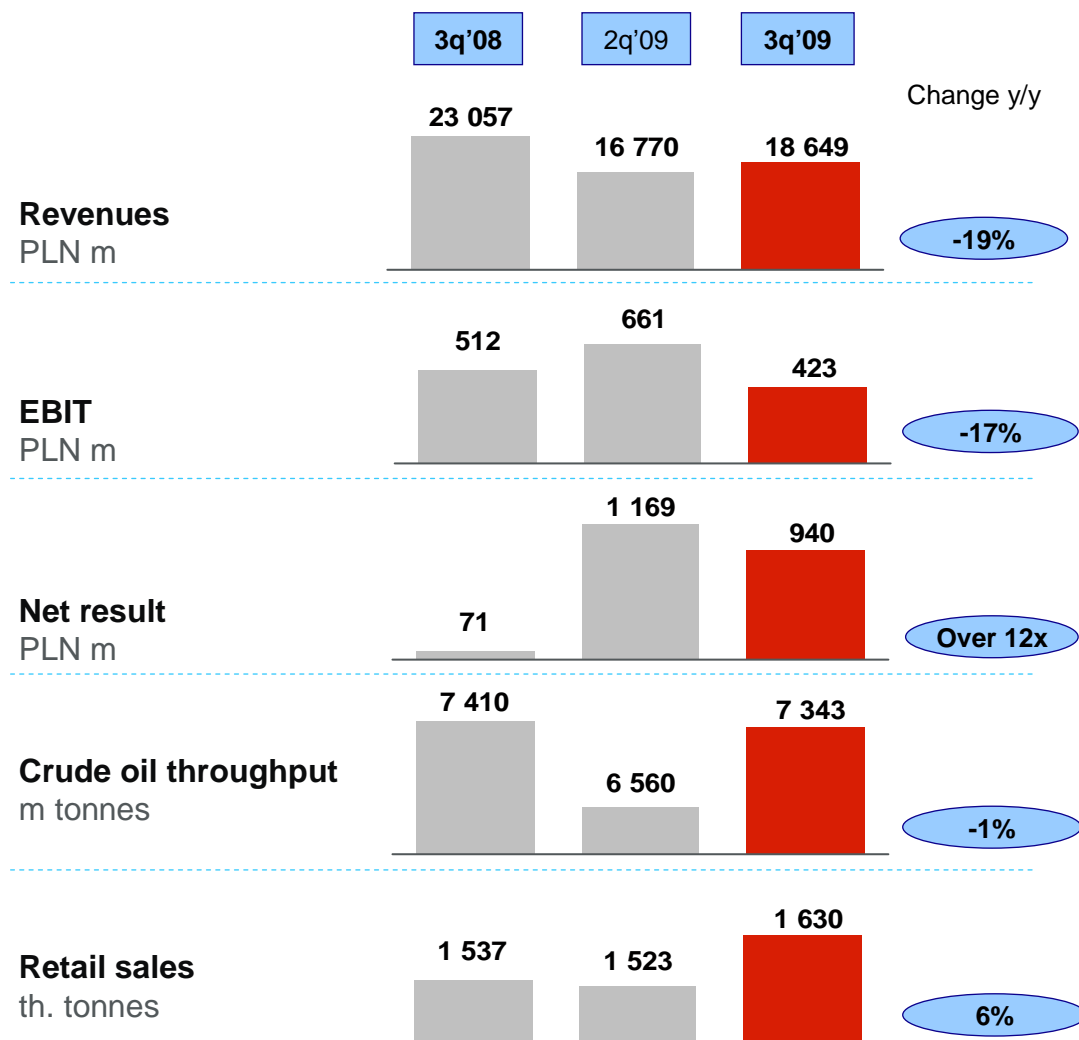 3q’08 2q’09 3q’09
Change y/y
23 057 16 770 18 649
Revenues
PLN m
-19%
512 661 423
EBIT
PLN m
-17%
71 1 169 940
Net result
PLN m
Over 12x
7 410 6 560 7 343
Crude oil throughput
m tonnes
-1%
1 537 1 523 1 630
Retail sales
th. tonnes
6%